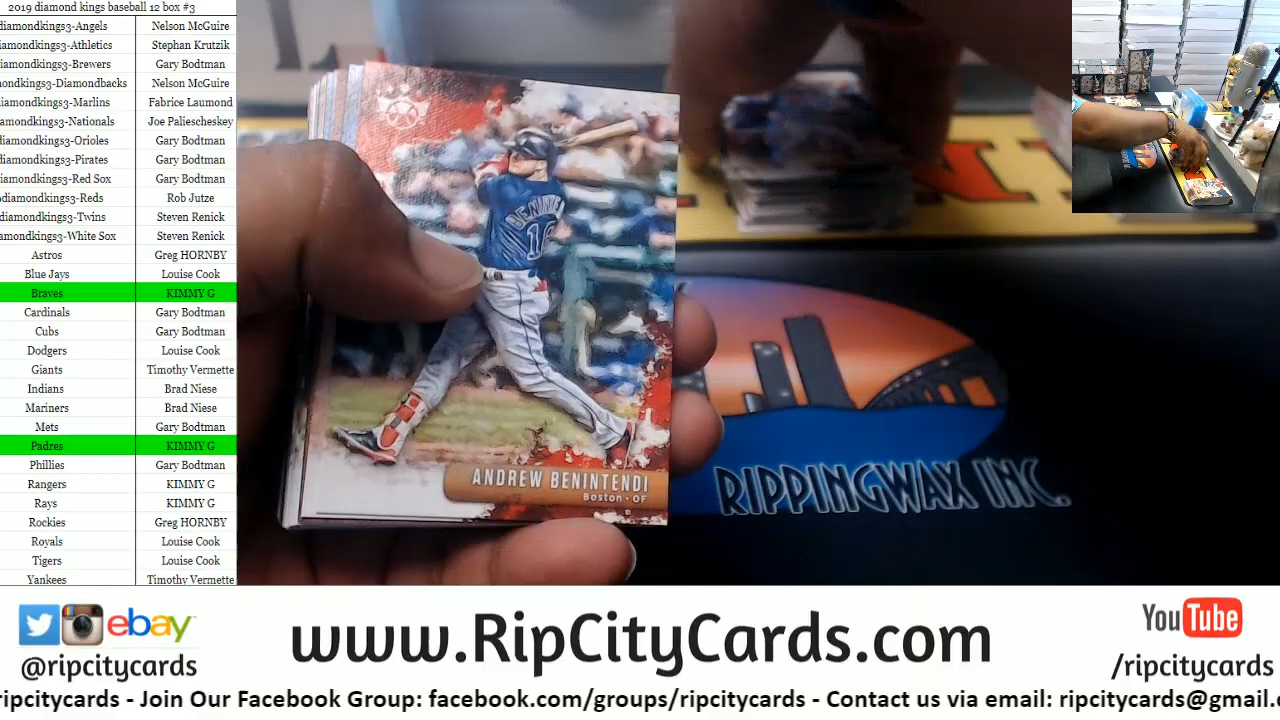 2019 diamond kings baseball 12 box #3
diamondkings3-Angels Nelson McGuire
iamondkings3-Athletics Stephan Krutzik
diamondkings3-Brewers Gary Bodtman
mondkings3-Diamondbacks Nelson McGuire
iamondkings3-Marlins Fabrice Laumond
iamondkings3-Nationals Joe Paliescheskey
diamondkings3-Orioles Gary Bodtman
diamondkings3-Pirates Gary Bodtman
diamondkings3-Red Sox Gary Bodtman
diamondkings3-Reds Rob Jutze
diamondkings3-Twins Steven Renick
amondkings3-White Sox Steven Renick
Astros Greg HORNBY
Blue Jays Louise Cook
Braves KIMMY G
Cardinals Gary Bodtman
Cubs Gary Bodtman
Dodgers Louise Cook
Giants Timothy Vermette
Indians Brad Niese
Mariners Brad Niese
Mets Gary Bodtman
Padres KIMMY G
Phillies Gary Bodtman
Rangers KIMMY G
Rays KIMMY G
Rockies Greg HORNBY
Royals Louise Cook
Tigers Louise Cook
Yankees Timothy Vermette
ANDREW BENINTENDI
Boston - OF
RIPPINGWAX INC.
ebay
@ripcitycards
www.RipCityCards.com
YouTube
/ripcitycards
ripcitycards - Join Our Facebook Group: facebook.com/groups/ripcitycards - Contact us via email: ripcitycards@gmail.c